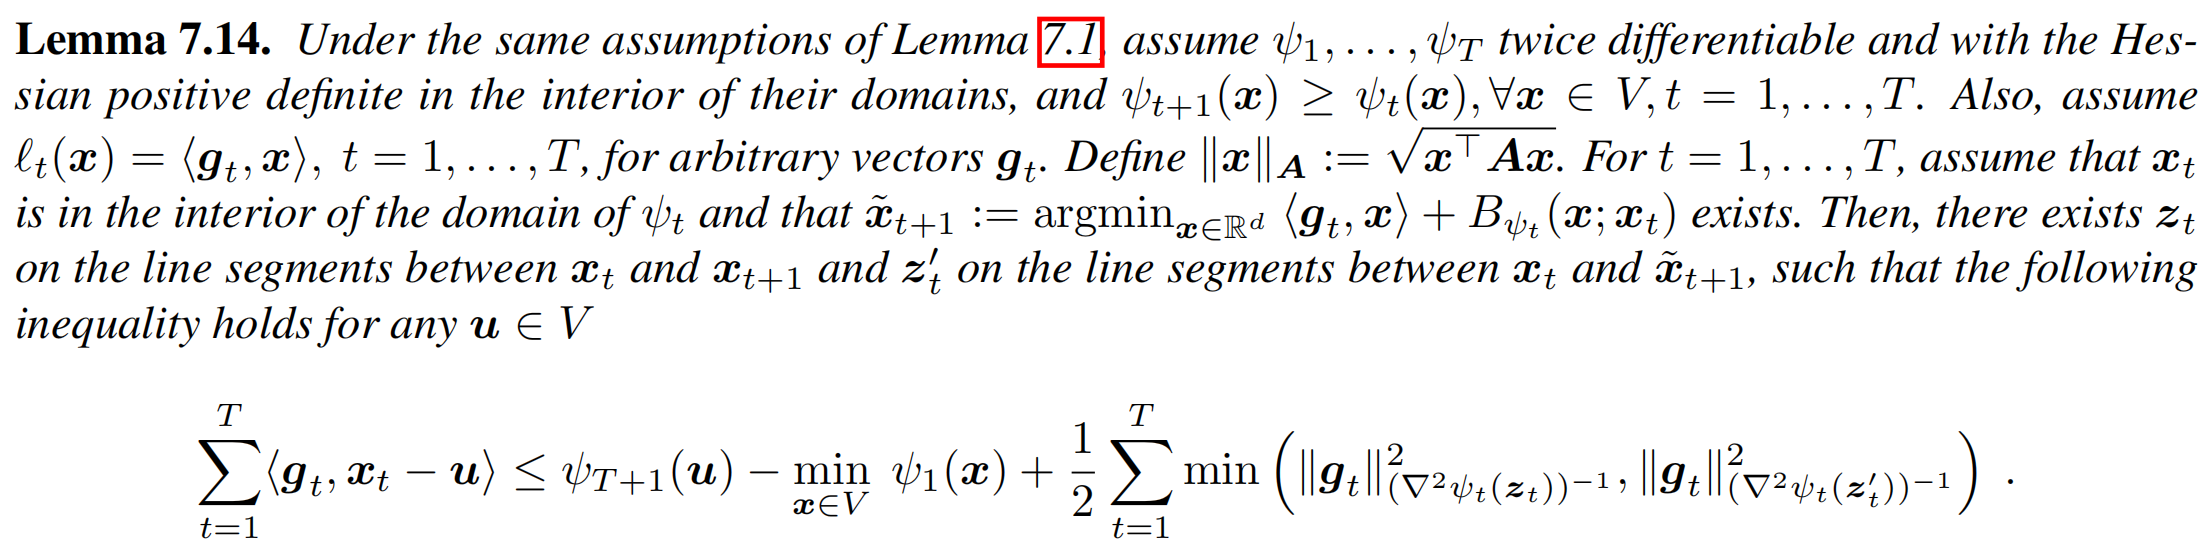 Lemma 7.14. Under the same assumptions of Lemma 7.1, assume ψ₁, . . . , ψ_T twice differentiable and with the Hes-
sian positive definite in the interior of their domains, and ψ_{t+1}(x) ≥ ψ_t(x), ∀x ∈ V, t = 1, . . . , T. Also, assume
ℓ_t(x) = ⟨g_t, x⟩, t = 1, . . . , T, for arbitrary vectors g_t. Define ‖x‖_A := √(x^⊤ Ax). For t = 1, . . . , T, assume that x_t
is in the interior of the domain of ψ_t and that x̃_{t+1} := argmin_{x∈ℝ^d} ⟨g_t, x⟩ + B_{ψ_t}(x; x_t) exists. Then, there exists z_t
on the line segments between x_t and x_{t+1} and z′_t on the line segments between x_t and x̃_{t+1}, such that the following
inequality holds for any u ∈ V
∑_{t=1}^{T} ⟨g_t, x_t − u⟩ ≤ ψ_{T+1}(u) − min_{x∈V} ψ₁(x) + 1/2 ∑_{t=1}^{T} min (‖g_t‖²_{(∇²ψ_t(z_t))^{−1}}, ‖g_t‖²_{(∇²ψ_t(z′_t))^{−1}}) .